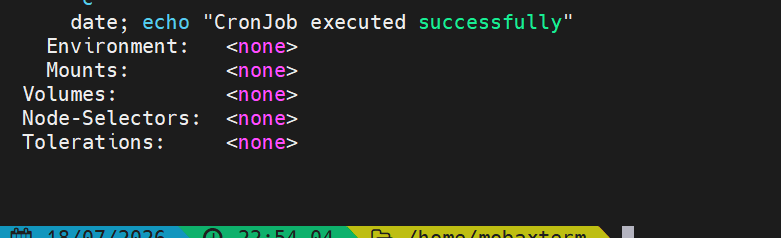 date; echo "CronJob executed successfully"
Environment: <none>
Mounts: <none>
Volumes: <none>
Node-Selectors: <none>
Tolerations: <none>
18/07/2026 22:54.04 /home/mobaxterm